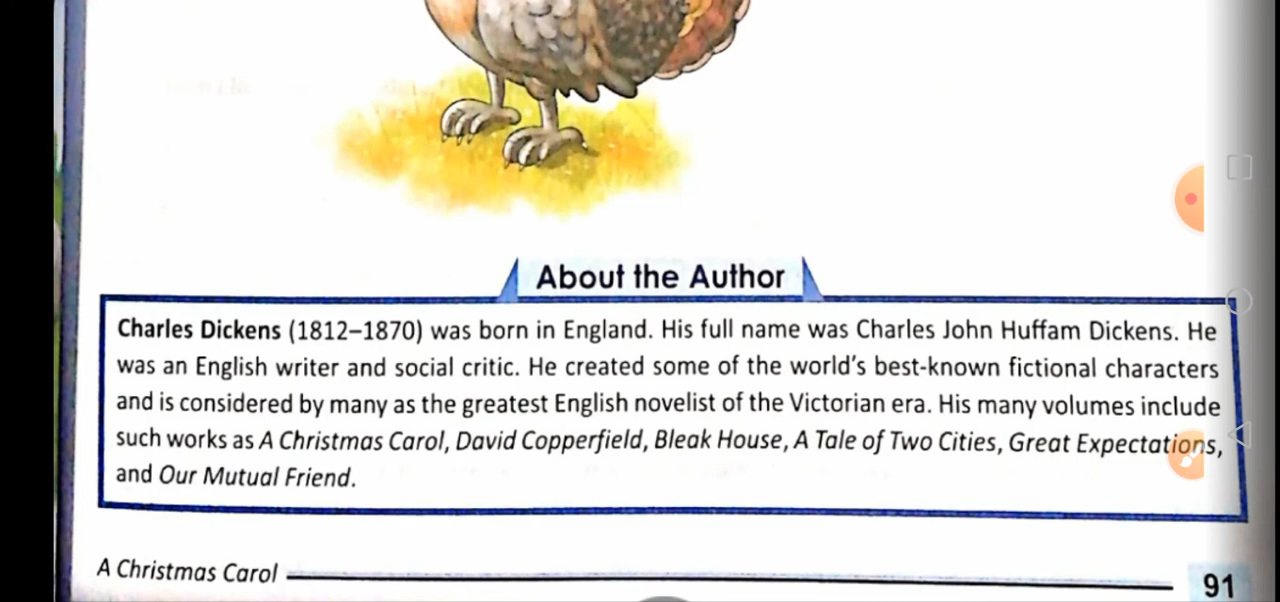 About the Author
Charles Dickens (1812–1870) was born in England. His full name was Charles John Huffam Dickens. He
was an English writer and social critic. He created some of the world's best-known fictional characters
and is considered by many as the greatest English novelist of the Victorian era. His many volumes include
such works as A Christmas Carol, David Copperfield, Bleak House, A Tale of Two Cities, Great Expectations,
and Our Mutual Friend.
A Christmas Carol
91